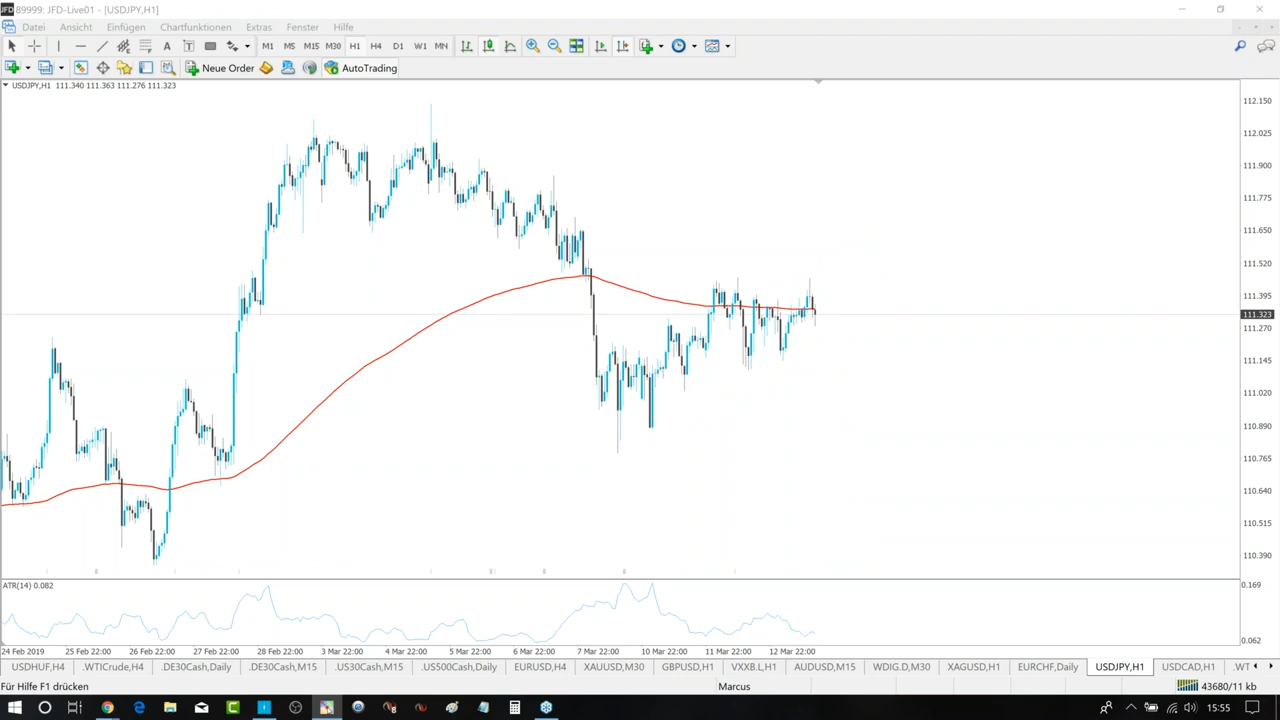 89999: JFD-Live01 - [USDJPY,H1]
Datei Ansicht Einfügen Chartfunktionen Extras Fenster Hilfe
A T M1 M5 M15 M30 H1 H4 D1 W1 MN
New Order AutoTrading
USDJPY,H1 111.340 111.363 111.276 111.323
112.150
112.025
111.900
111.775
111.650
111.520
111.395
111.323
111.270
111.145
111.020
110.890
110.765
110.640
110.515
110.390
ATR(14) 0.082
0.169
0.062
24 Feb 2019 25 Feb 22:00 26 Feb 22:00 27 Feb 22:00 28 Feb 22:00 3 Mar 22:00 4 Mar 22:00 5 Mar 22:00 6 Mar 22:00 7 Mar 22:00 10 Mar 22:00 11 Mar 22:00 12 Mar 22:00
USDHUF,H4 .WTICrude,H4 .DE30Cash,Daily .DE30Cash,M15 .US30Cash,M15 .US500Cash,Daily EURUSD,H4 XAUUSD,M30 GBPUSD,H1 VXXB.L,H1 AUDUSD,M15 WDIG.D,M30 XAGUSD,H1 EURCHF,Daily USDJPY,H1 USDCAD,H1 .WT
Für Hilfe F1 drücken Marcus 43680/11 kb
15:55